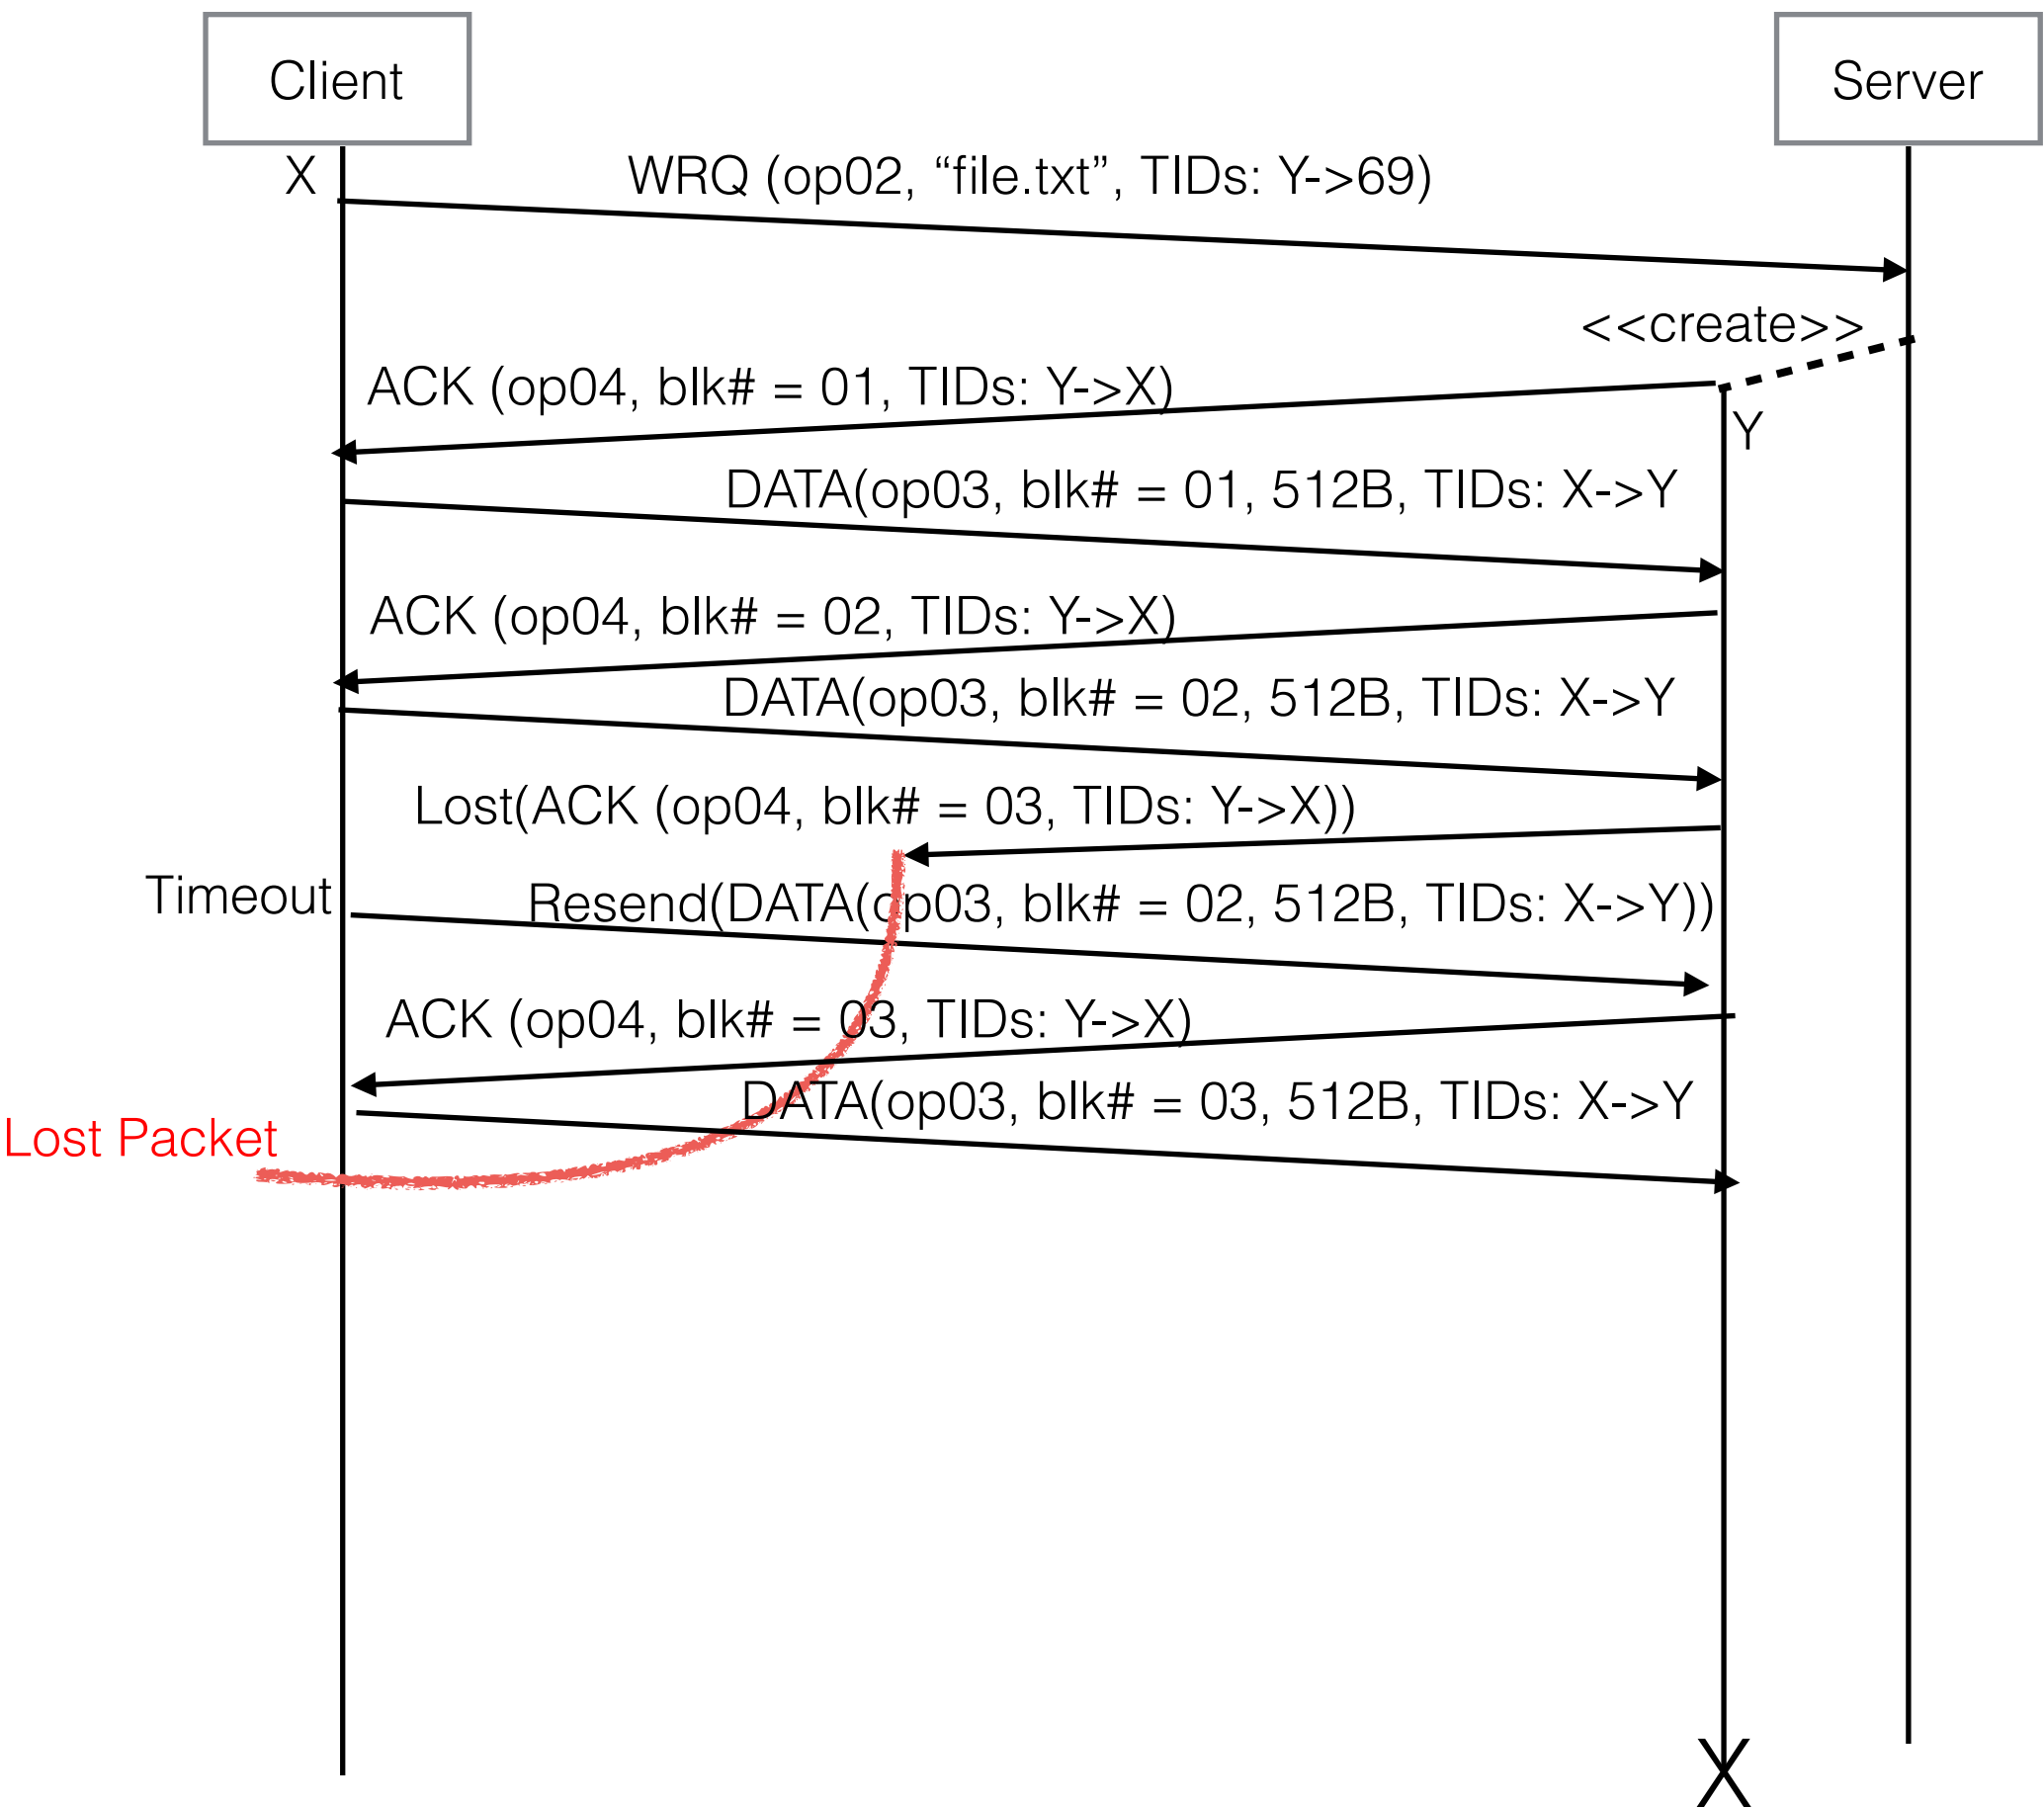 Client
Server
X
WRQ (op02, “file.txt”, TIDs: Y->69)
<<create>>
ACK (op04, blk# = 01, TIDs: Y->X)
Y
DATA(op03, blk# = 01, 512B, TIDs: X->Y
ACK (op04, blk# = 02, TIDs: Y->X)
DATA(op03, blk# = 02, 512B, TIDs: X->Y
Lost(ACK (op04, blk# = 03, TIDs: Y->X))
Timeout
Resend(DATA(op03, blk# = 02, 512B, TIDs: X->Y))
ACK (op04, blk# = 03, TIDs: Y->X)
DATA(op03, blk# = 03, 512B, TIDs: X->Y
Lost Packet
X